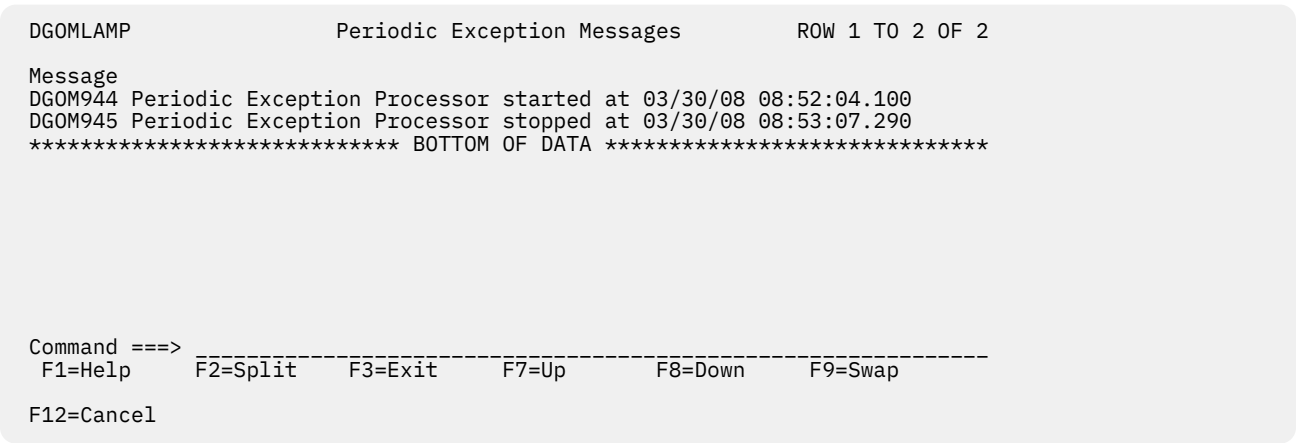 DGOMLAMP                Periodic Exception Messages         ROW 1 TO 2 OF 2
Message
DGOM944 Periodic Exception Processor started at 03/30/08 08:52:04.100
DGOM945 Periodic Exception Processor stopped at 03/30/08 08:53:07.290
***************************** BOTTOM OF DATA ******************************
Command ===> ______________________________________________________________
 F1=Help     F2=Split    F3=Exit     F7=Up       F8=Down     F9=Swap
F12=Cancel